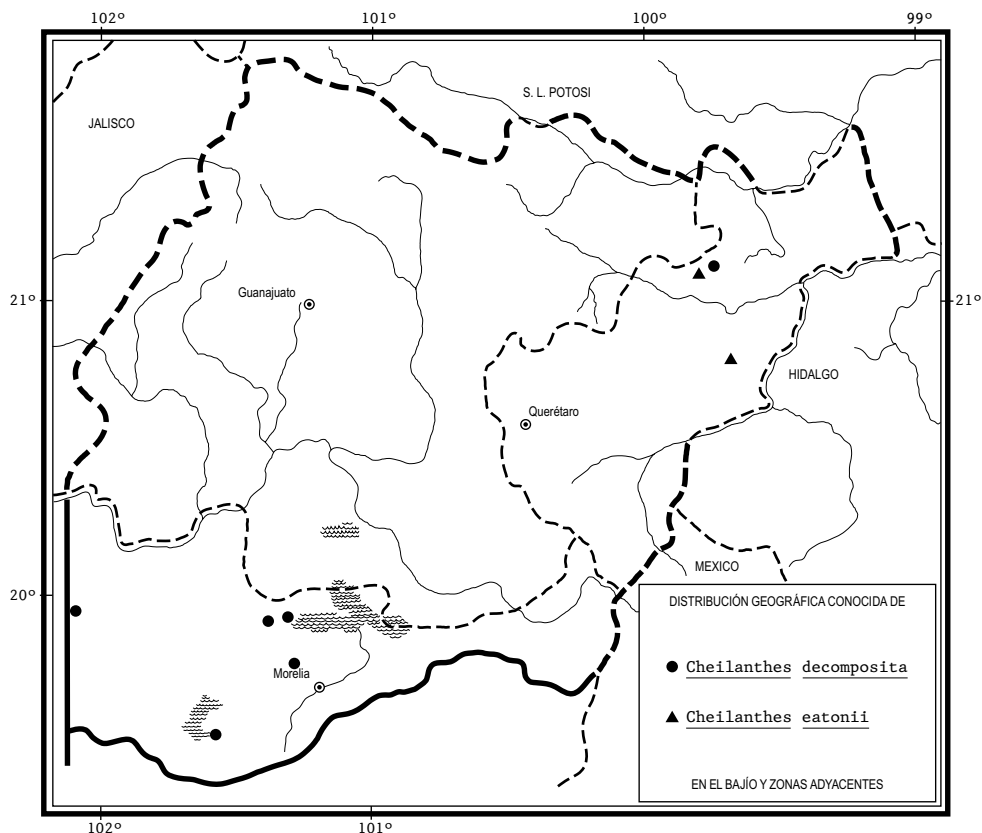 102º 101º 100º 99º
S. L. POTOSI
JALISCO
Guanajuato
21º 21º
HIDALGO
Querétaro
MEXICO
20º
DISTRIBUCIÓN GEOGRÁFICA CONOCIDA DE
Cheilanthes decomposita
Morelia
Cheilanthes eatonii
EN EL BAJÍO Y ZONAS ADYACENTES
102º 101º